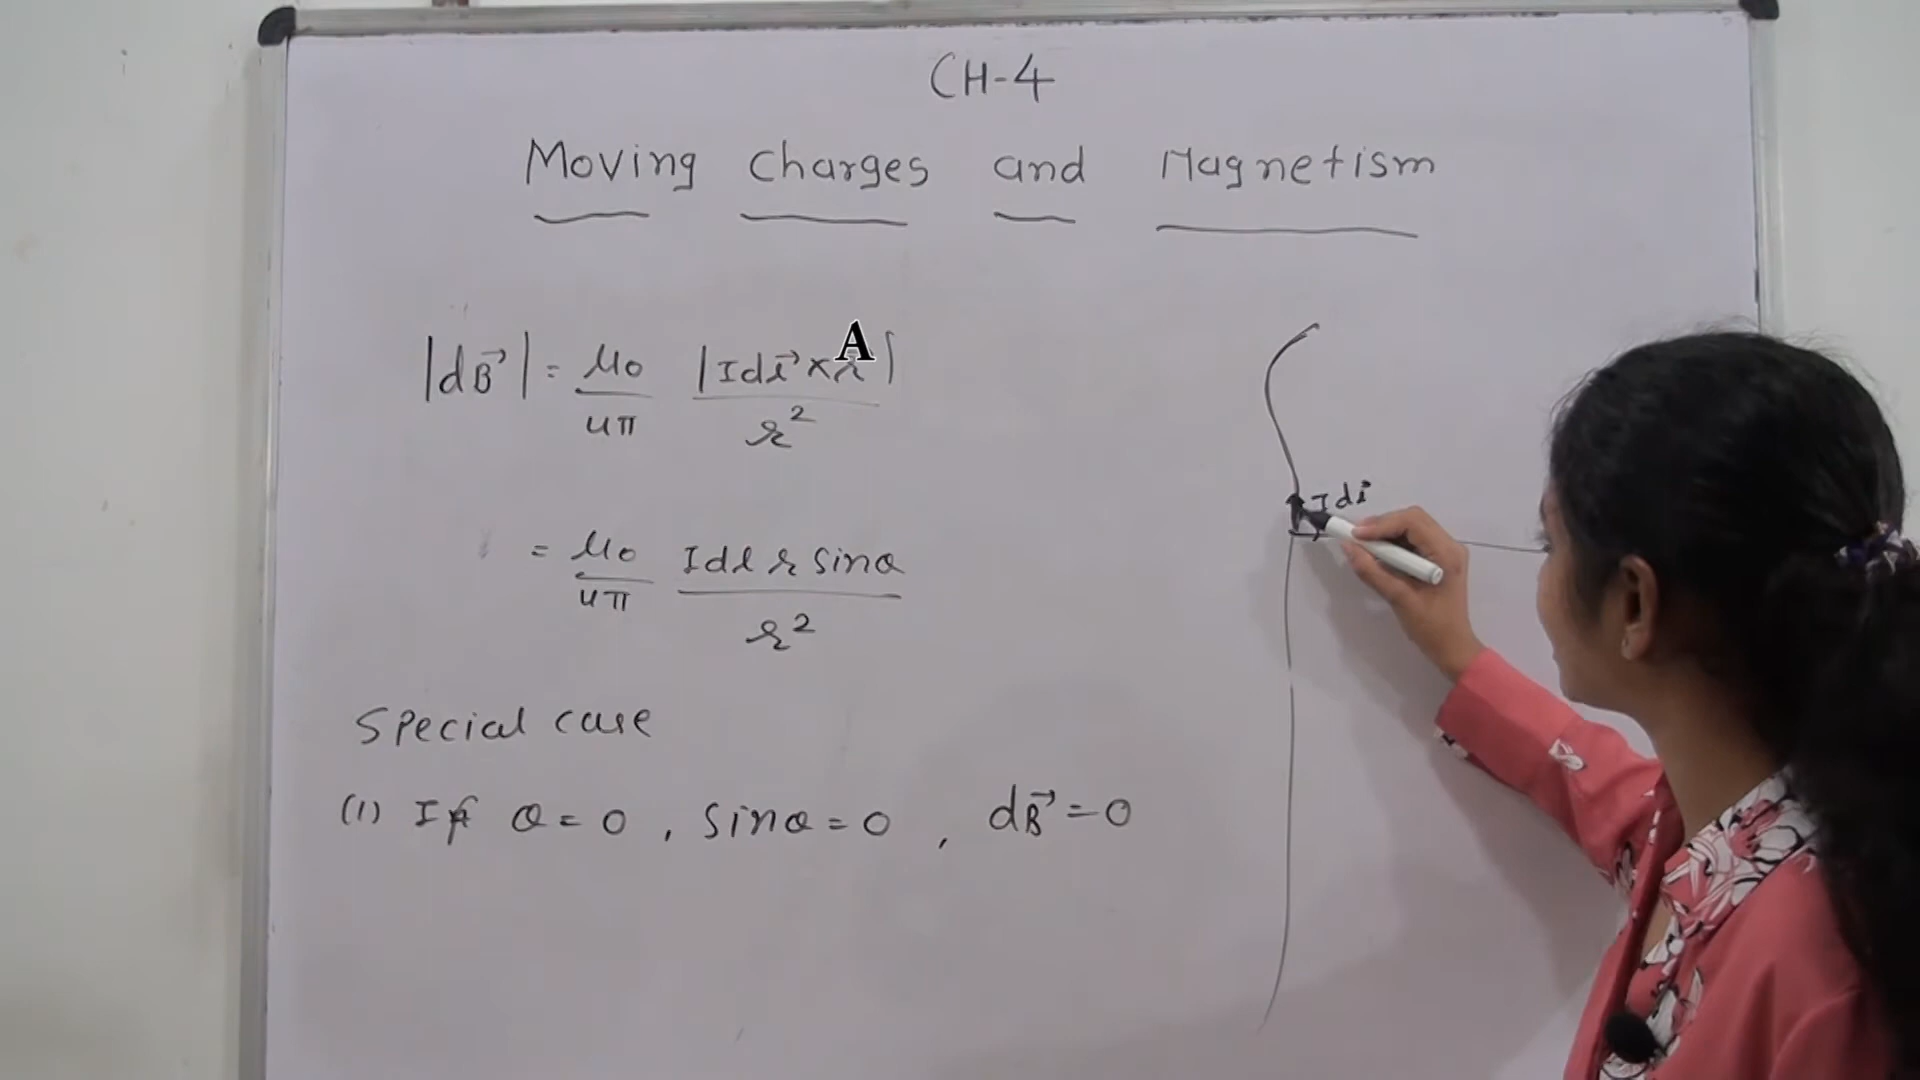 CH-4
Moving charges and Magnetism
|dB⃗| = μ₀/4π |Idl⃗ × r̂|/r²
A
= μ₀/4π Idl r sinθ/r²
Special case
(1) If θ = 0 , sinθ = 0 , dB⃗ = 0
Idl